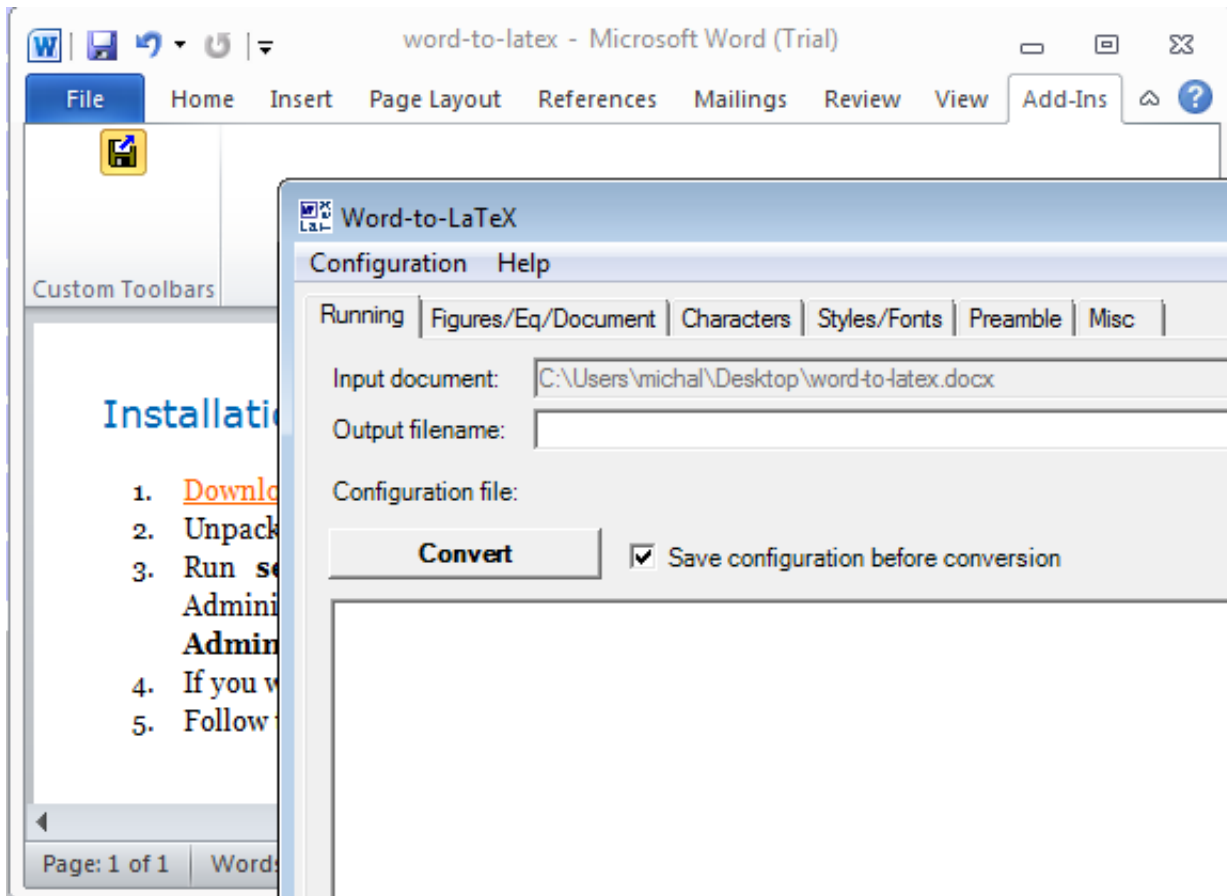 word-to-latex - Microsoft Word (Trial)
File Home Insert Page Layout References Mailings Review View Add-Ins
Custom Toolbars
Word-to-LaTeX
Configuration Help
Running Figures/Eq/Document Characters Styles/Fonts Preamble Misc
Input document: C:\Users\michal\Desktop\word-to-latex.docx
Output filename:
Configuration file:
Convert Save configuration before conversion
Installati
1. Downlo
2. Unpack
3. Run se
Admini
Admin
4. If you w
5. Follow
Page: 1 of 1 Words